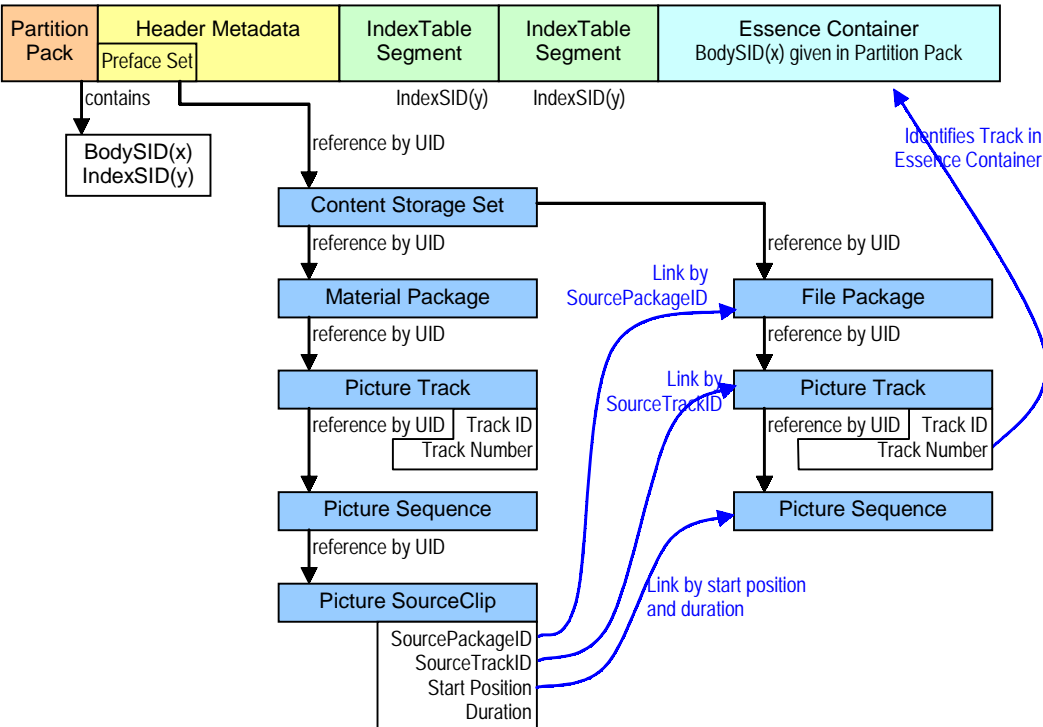 Partition
Pack
Header Metadata
Preface Set
IndexTable
Segment
IndexTable
Segment
Essence Container
BodySID(x) given in Partition Pack
contains
IndexSID(y)
IndexSID(y)
BodySID(x)
IndexSID(y)
reference by UID
Identifies Track in
Essence Container
Content Storage Set
reference by UID
reference by UID
Link by
SourcePackageID
Material Package
File Package
reference by UID
reference by UID
Link by
SourceTrackID
Picture Track
Picture Track
reference by UID
Track ID
Track Number
reference by UID
Track ID
Track Number
Picture Sequence
Picture Sequence
reference by UID
Link by start position
and duration
Picture SourceClip
SourcePackageID
SourceTrackID
Start Position
Duration